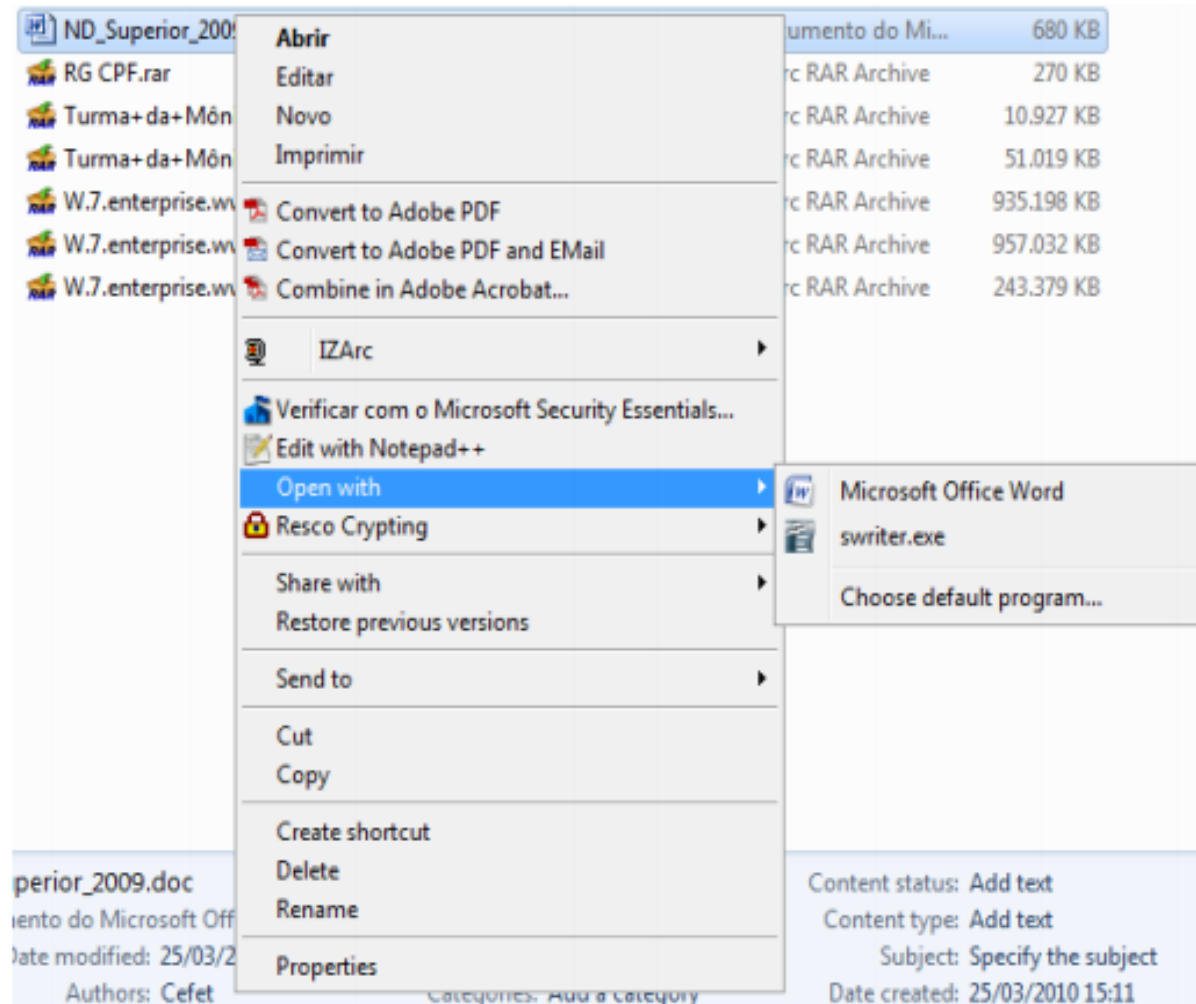 ND_Superior_200 umento do Mi... 680 KB
RG CPF.rar rc RAR Archive 270 KB
Turma+da+Môn rc RAR Archive 10.927 KB
Turma+da+Môn rc RAR Archive 51.019 KB
W.7.enterprise.wv rc RAR Archive 935.198 KB
W.7.enterprise.wv rc RAR Archive 957.032 KB
W.7.enterprise.wv rc RAR Archive 243.379 KB
Abrir
Editar
Novo
Imprimir
Convert to Adobe PDF
Convert to Adobe PDF and EMail
Combine in Adobe Acrobat...
IZArc
Verificar com o Microsoft Security Essentials...
Edit with Notepad++
Open with
Resco Crypting
Share with
Restore previous versions
Send to
Cut
Copy
Create shortcut
Delete
Rename
Properties
Microsoft Office Word
swriter.exe
Choose default program...
perior_2009.doc
ento do Microsoft Off
Date modified: 25/03/2
Authors: Cefet
Categories: Add a category
Content status: Add text
Content type: Add text
Subject: Specify the subject
Date created: 25/03/2010 15:11